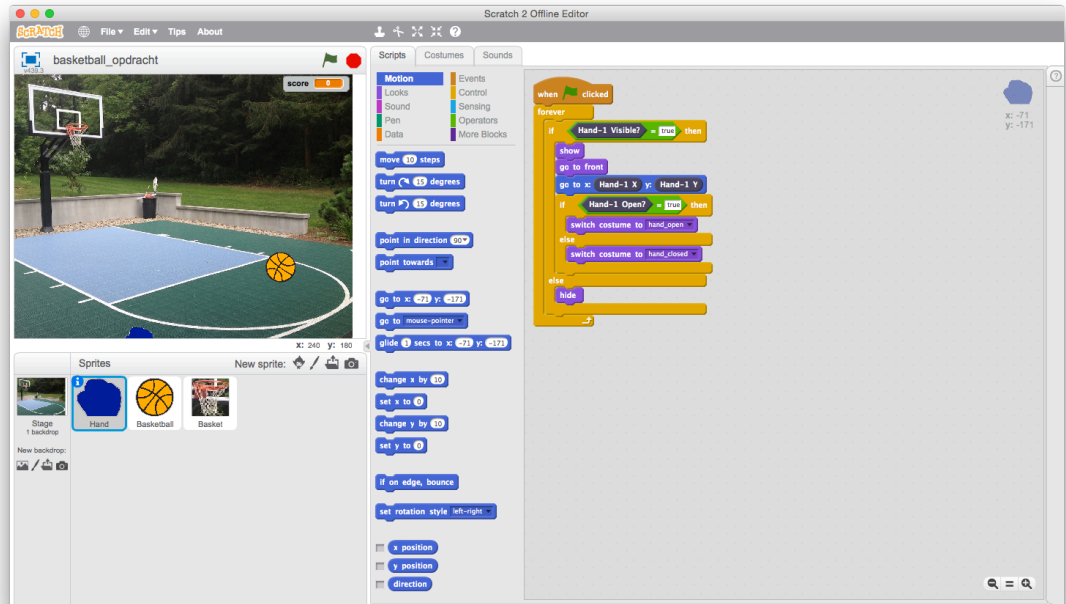 Scratch 2 Offline Editor
SCRATCH File Edit Tips About
basketball_opdracht
v439.3
score 0
X: 240 y: 180
Sprites
New sprite:
Stage
1 backdrop
New backdrop:
Hand
Basketball
Basket
Scripts
Costumes
Sounds
Motion
Looks
Sound
Pen
Data
Events
Control
Sensing
Operators
More Blocks
move 10 steps
turn 15 degrees
turn 15 degrees
point in direction 90
point towards
go to x: -71 y: -171
go to mouse-pointer
glide 1 secs to x: -71 y: -171
change x by 10
set x to 0
change y by 10
set y to 0
if on edge, bounce
set rotation style left-right
x position
y position
direction
when clicked
forever
if Hand-1 Visible? = true then
show
go to front
go to x: Hand-1 X y: Hand-1 Y
if Hand-1 Open? = true then
switch costume to hand_open
else
switch costume to hand_closed
else
hide
x: -71
y: -171